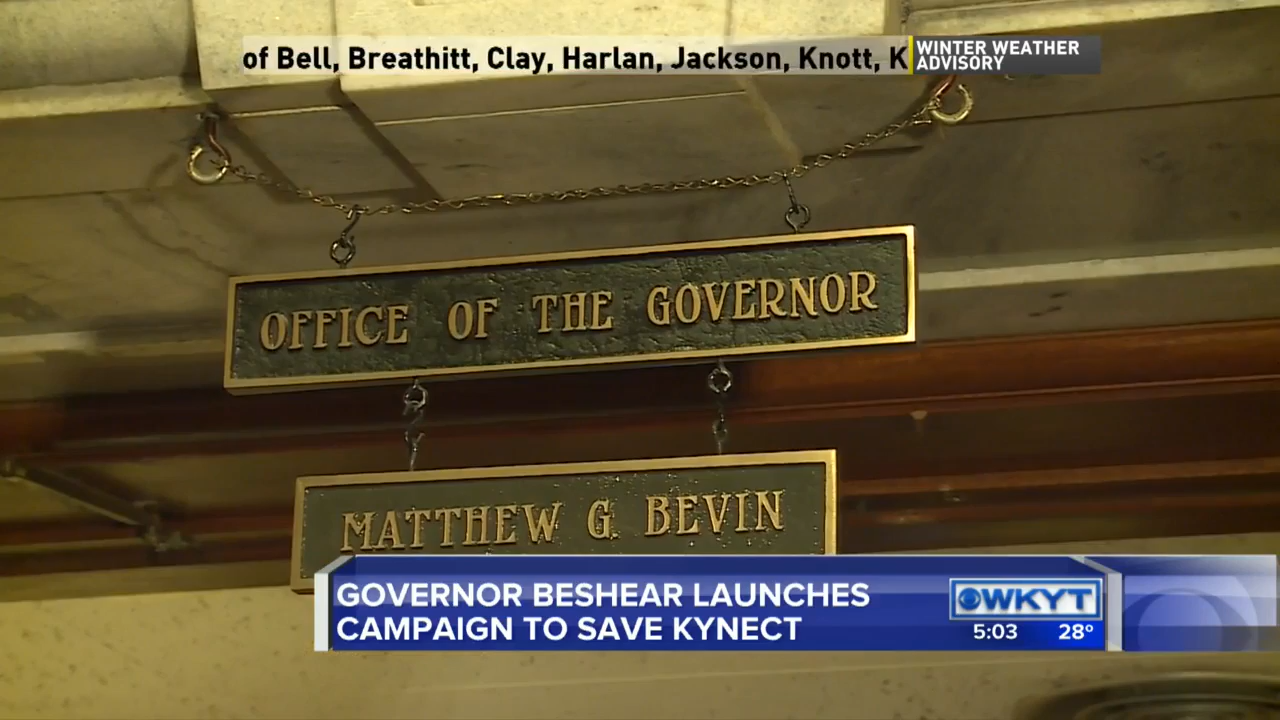 of Bell, Breathitt, Clay, Harlan, Jackson, Knott, K
WINTER WEATHER
ADVISORY
OFFICE OF THE GOVERNOR
MATTHEW G. BEVIN
GOVERNOR BESHEAR LAUNCHES
CAMPAIGN TO SAVE KYNECT
WKYT
5:03 28°